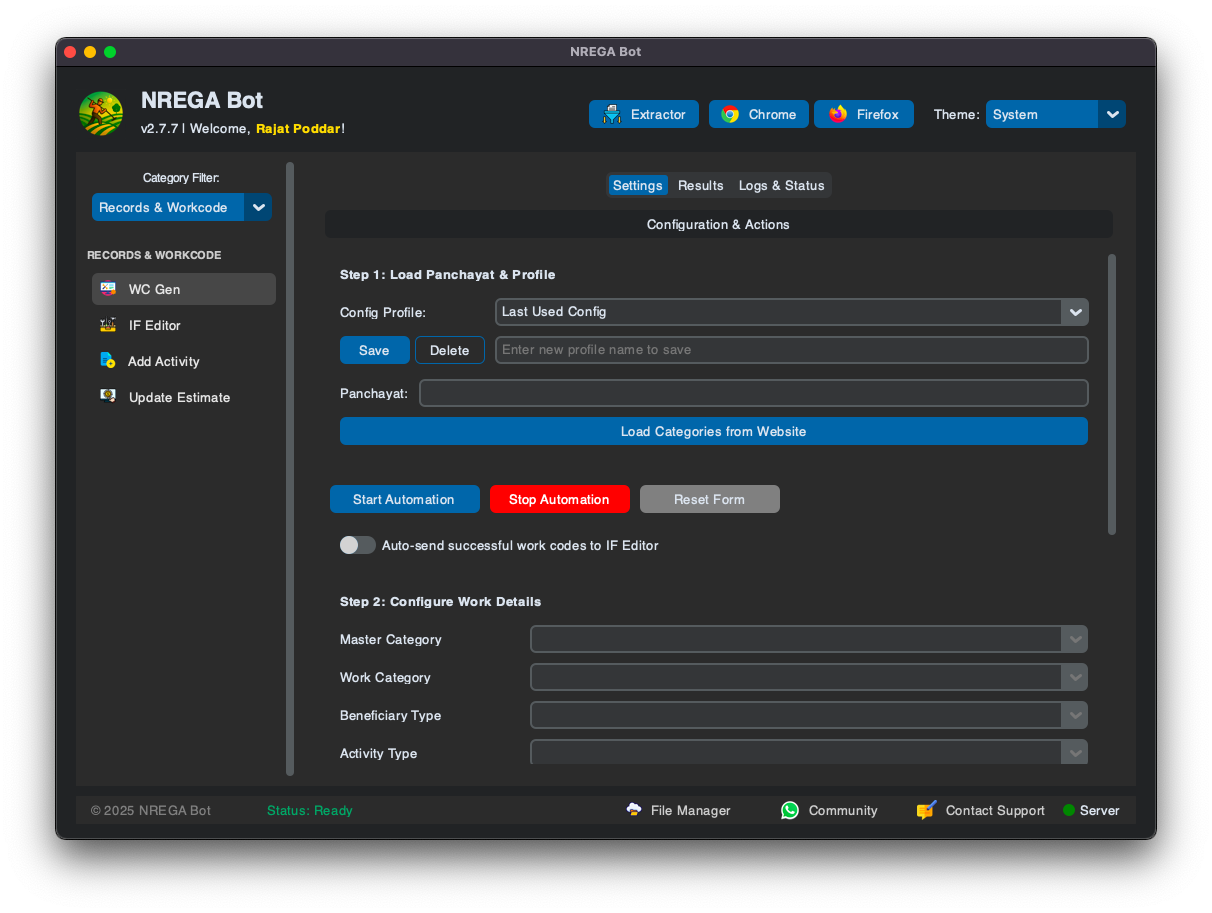 NREGA Bot
NREGA Bot
v2.7.7 | Welcome, Rajat Poddar!
Extractor
Chrome
Firefox
Theme:
System
Category Filter:
Records & Workcode
RECORDS & WORKCODE
WC Gen
IF Editor
Add Activity
Update Estimate
Settings
Results
Logs & Status
Configuration & Actions
Step 1: Load Panchayat & Profile
Config Profile:
Last Used Config
Save
Delete
Enter new profile name to save
Panchayat:
Load Categories from Website
Start Automation
Stop Automation
Reset Form
Auto-send successful work codes to IF Editor
Step 2: Configure Work Details
Master Category
Work Category
Beneficiary Type
Activity Type
© 2025 NREGA Bot
Status: Ready
File Manager
Community
Contact Support
Server